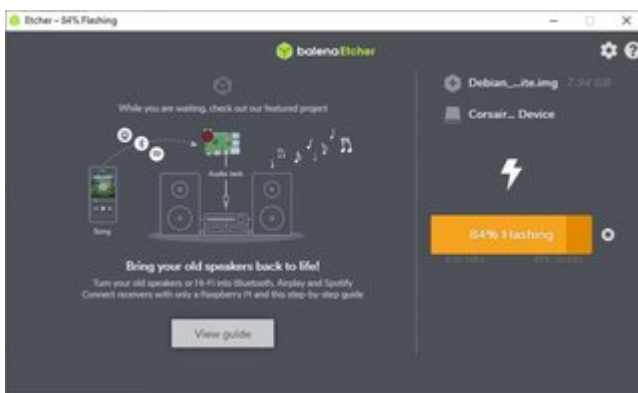 Etcher – 84% Flashing
balenaEtcher
While you are waiting, check out our featured project
Audio Jack
Song
Bring your old speakers back to life!
Turn your old speakers or Hi-Fi into Bluetooth, Airplay and Spotify
Connect receivers with only a Raspberry Pi and this step-by-step guide
View guide
Debian_...ite.img 7.94 GB
Corsair... Device
84% Flashing